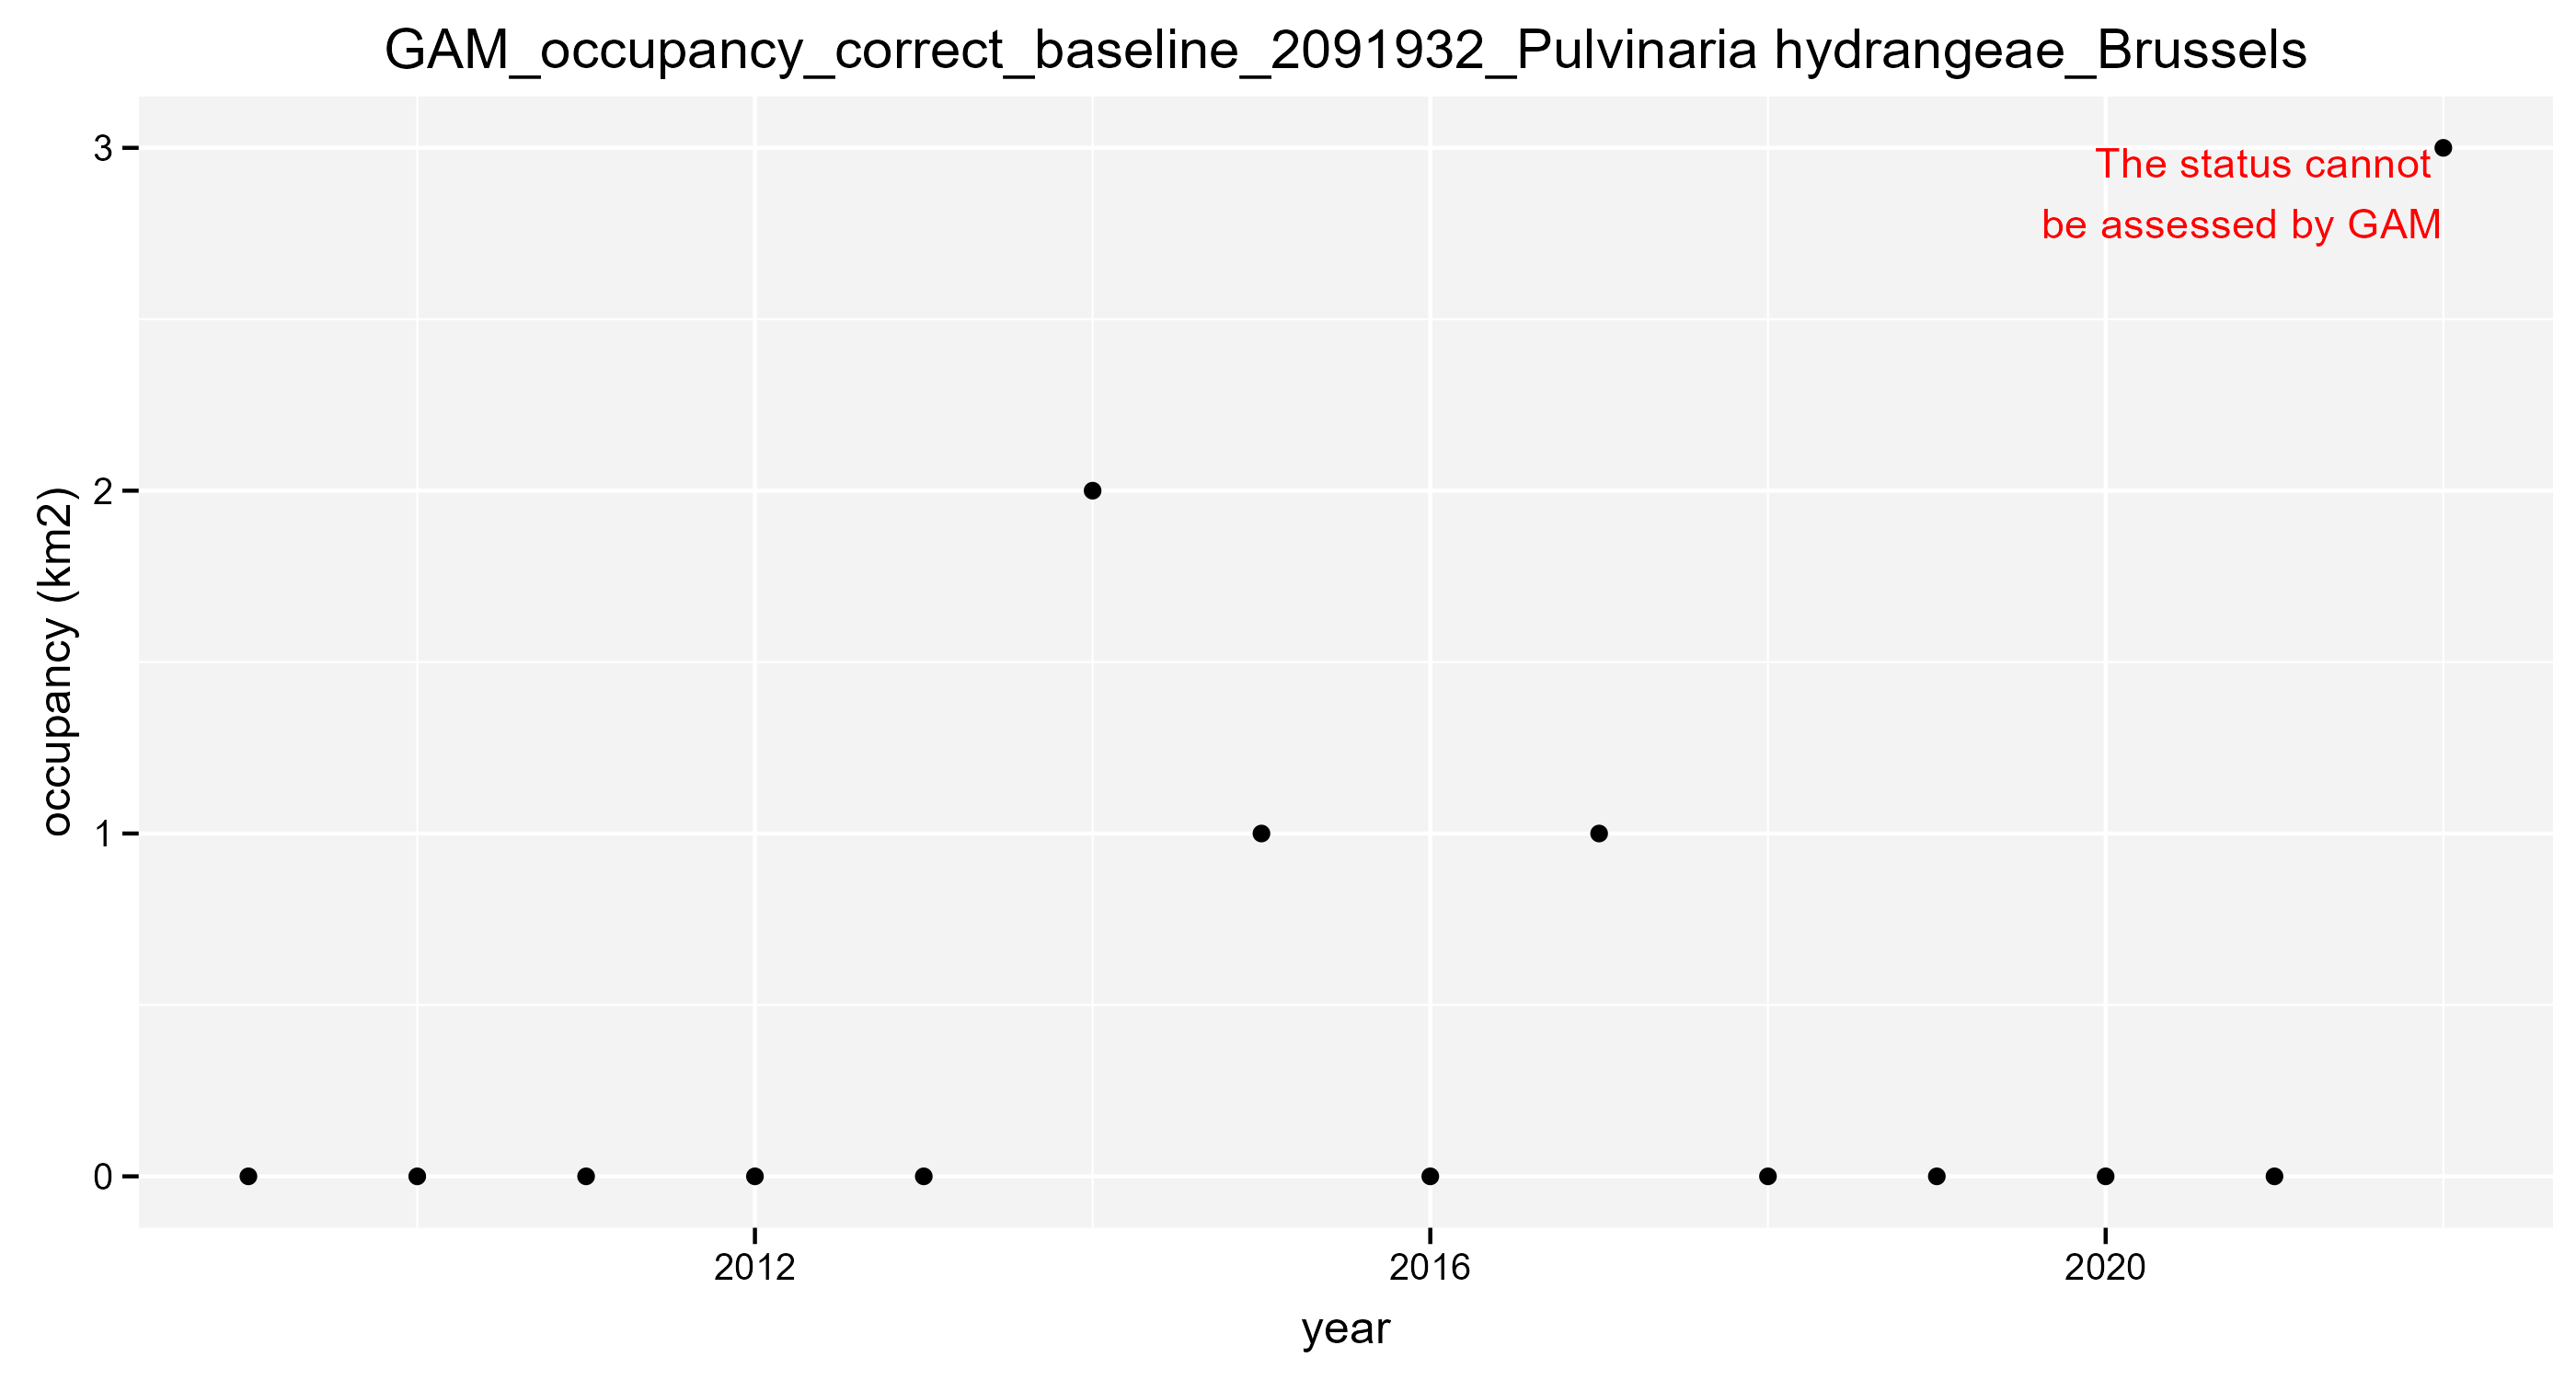 GAM_occupancy_correct_baseline_2091932_Pulvinaria hydrangeae_Brussels
3
The status cannot
be assessed by GAM
2
occupancy (km2)
1
0
2012
2016
2020
year